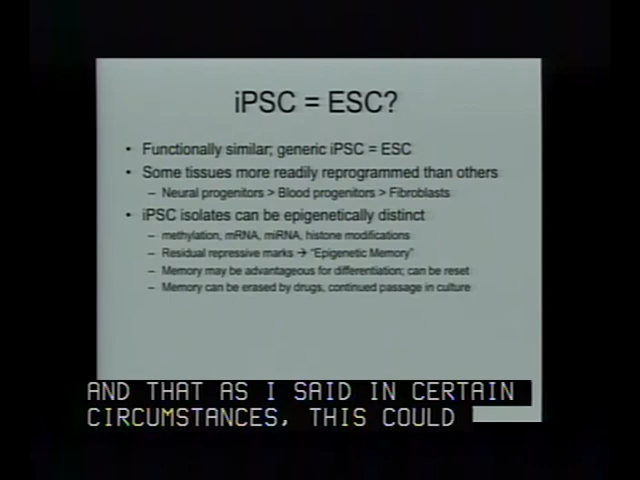 iPSC = ESC?
• Functionally similar; generic iPSC = ESC
• Some tissues more readily reprogrammed than others
– Neural progenitors > Blood progenitors > Fibroblasts
• iPSC isolates can be epigenetically distinct
– methylation, mRNA, miRNA, histone modifications
– Residual repressive marks → "Epigenetic Memory"
– Memory may be advantageous for differentiation; can be reset
– Memory can be erased by drugs, continued passage in culture
AND THAT AS I SAID IN CERTAIN
CIRCUMSTANCES, THIS COULD